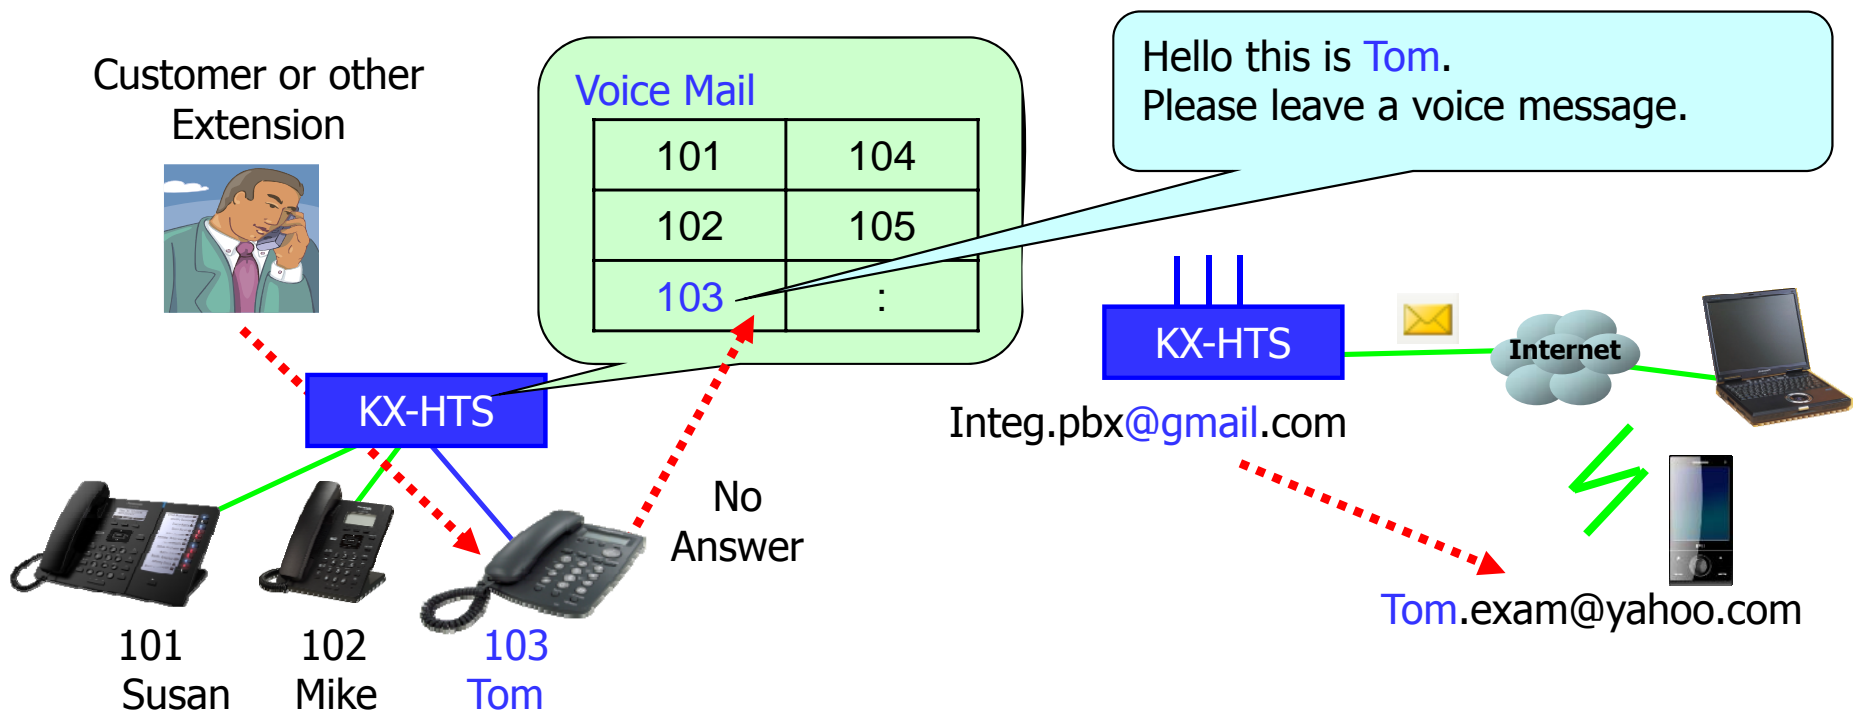 Customer or other
Extension
Voice Mail
101 104
102 105
103 :
Hello this is Tom.
Please leave a voice message.
KX-HTS
No
Answer
101
Susan
102
Mike
103
Tom
KX-HTS
Internet
Integ.pbx@gmail.com
Tom.exam@yahoo.com